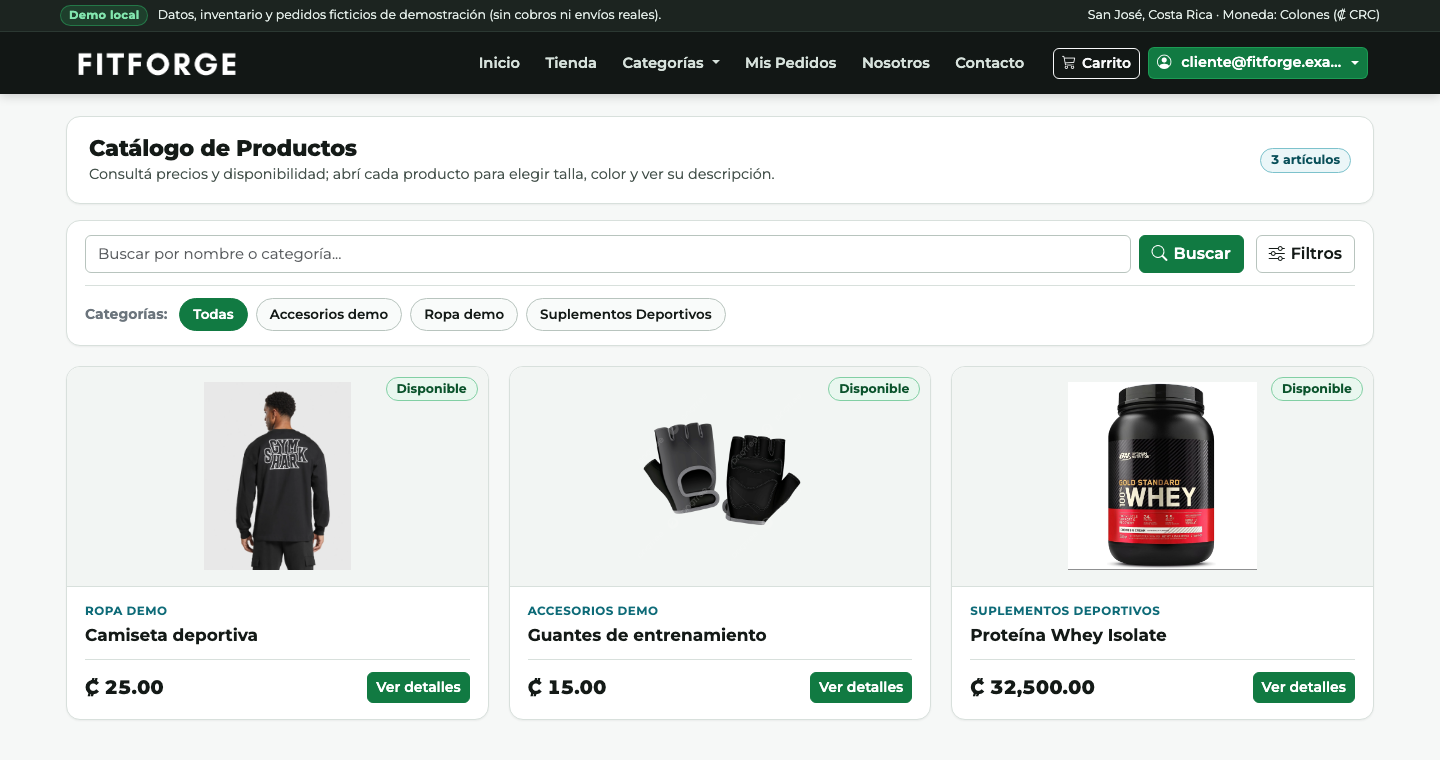 Demo local Datos, inventario y pedidos ficticios de demostración (sin cobros ni envíos reales). San José, Costa Rica · Moneda: Colones (₡ CRC)
FITFORGE Inicio Tienda Categorías Mis Pedidos Nosotros Contacto Carrito cliente@fitforge.exa...
Catálogo de Productos
3 artículos
Consultá precios y disponibilidad; abrí cada producto para elegir talla, color y ver su descripción.
Buscar por nombre o categoría... Buscar Filtros
Categorías: Todas Accesorios demo Ropa demo Suplementos Deportivos
Disponible Disponible Disponible
GYM
SHARK
ON
GOLD STANDARD
100% WHEY
ROPA DEMO ACCESORIOS DEMO SUPLEMENTOS DEPORTIVOS
Camiseta deportiva Guantes de entrenamiento Proteína Whey Isolate
₡ 25.00 Ver detalles ₡ 15.00 Ver detalles ₡ 32,500.00 Ver detalles